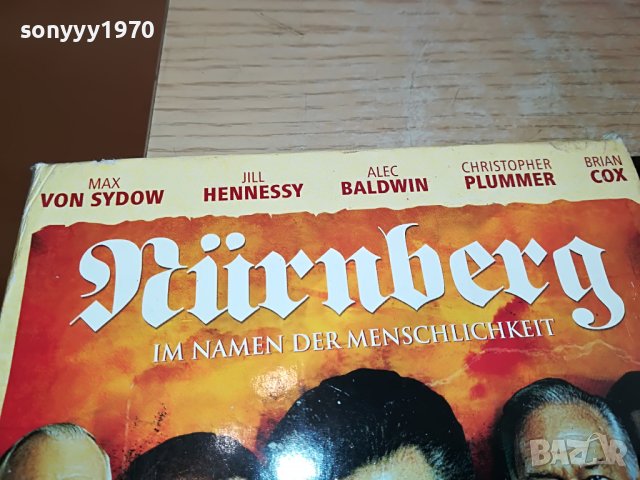 sonyyy1970
MAX
VON SYDOW
JILL
HENNESSY
ALEC
BALDWIN
CHRISTOPHER
PLUMMER
BRIAN
COX
Nürnberg
IM NAMEN DER MENSCHLICHKEIT
BAZAR